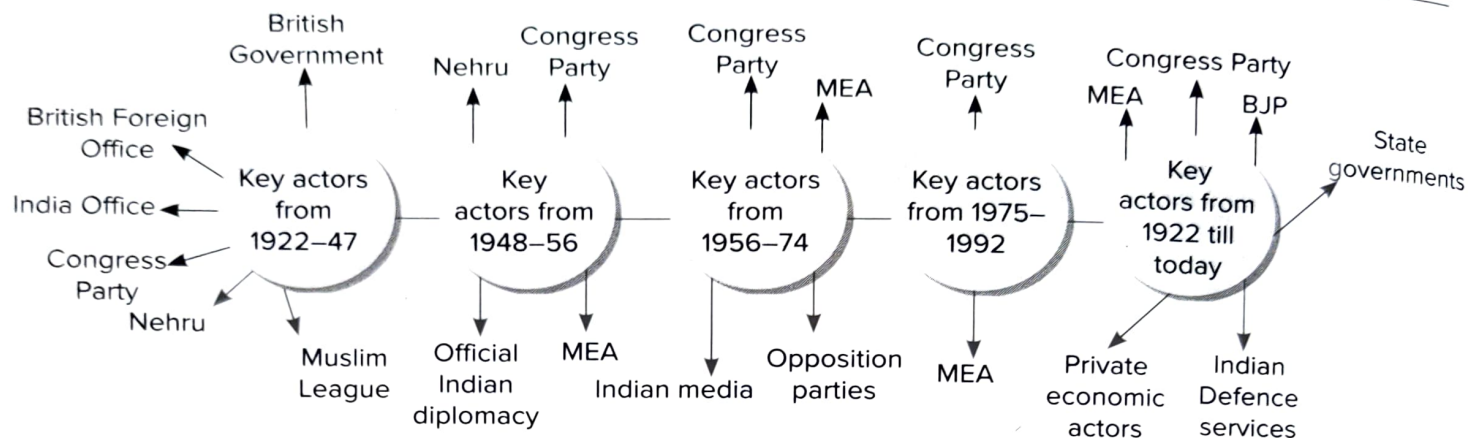 British
Government
British Foreign
Office
India Office
Congress
Party
Nehru
Muslim
League
Key actors
from
1922–47
Nehru
Congress
Party
Key
actors from
1948–56
Official
Indian
diplomacy
MEA
Congress
Party
MEA
Key actors
from
1956–74
Indian media
Opposition
parties
Congress
Party
Key actors
from 1975–
1992
MEA
MEA
Congress Party
BJP
State
governments
Key
actors from
1922 till
today
Private
economic
actors
Indian
Defence
services